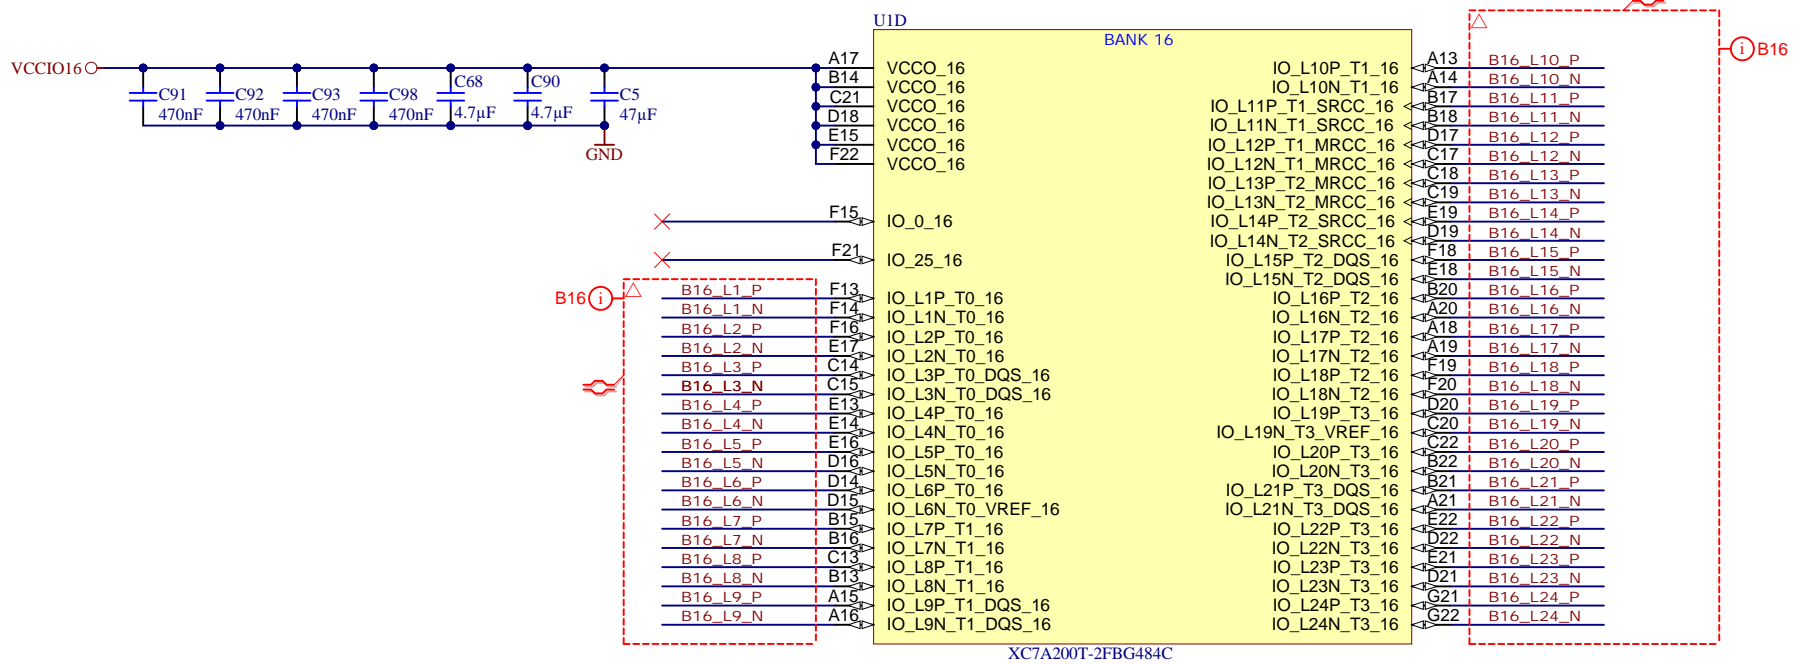 U1D
BANK 16
VCCIO16
C91
470nF
C92
470nF
C93
470nF
C98
470nF
C68
4.7µF
C90
4.7µF
C5
47µF
GND
A17 VCCO_16
B14 VCCO_16
C21 VCCO_16
D18 VCCO_16
E15 VCCO_16
F22 VCCO_16
F15 IO_0_16
F21 IO_25_16
B16 i
B16_L1_P F13 IO_L1P_T0_16
B16_L1_N F14 IO_L1N_T0_16
B16_L2_P F16 IO_L2P_T0_16
B16_L2_N E17 IO_L2N_T0_16
B16_L3_P C14 IO_L3P_T0_DQS_16
B16_L3_N C15 IO_L3N_T0_DQS_16
B16_L4_P E13 IO_L4P_T0_16
B16_L4_N E14 IO_L4N_T0_16
B16_L5_P E16 IO_L5P_T0_16
B16_L5_N D16 IO_L5N_T0_16
B16_L6_P D14 IO_L6P_T0_16
B16_L6_N D15 IO_L6N_T0_VREF_16
B16_L7_P B15 IO_L7P_T1_16
B16_L7_N B16 IO_L7N_T1_16
B16_L8_P C13 IO_L8P_T1_16
B16_L8_N B13 IO_L8N_T1_16
B16_L9_P A15 IO_L9P_T1_DQS_16
B16_L9_N A16 IO_L9N_T1_DQS_16
IO_L10P_T1_16 A13 B16_L10_P
IO_L10N_T1_16 A14 B16_L10_N
IO_L11P_T1_SRCC_16 B17 B16_L11_P
IO_L11N_T1_SRCC_16 B18 B16_L11_N
IO_L12P_T1_MRCC_16 D17 B16_L12_P
IO_L12N_T1_MRCC_16 C17 B16_L12_N
IO_L13P_T2_MRCC_16 C18 B16_L13_P
IO_L13N_T2_MRCC_16 C19 B16_L13_N
IO_L14P_T2_SRCC_16 E19 B16_L14_P
IO_L14N_T2_SRCC_16 D19 B16_L14_N
IO_L15P_T2_DQS_16 F18 B16_L15_P
IO_L15N_T2_DQS_16 E18 B16_L15_N
IO_L16P_T2_16 B20 B16_L16_P
IO_L16N_T2_16 A20 B16_L16_N
IO_L17P_T2_16 A18 B16_L17_P
IO_L17N_T2_16 A19 B16_L17_N
IO_L18P_T2_16 F19 B16_L18_P
IO_L18N_T2_16 F20 B16_L18_N
IO_L19P_T3_16 D20 B16_L19_P
IO_L19N_T3_VREF_16 C20 B16_L19_N
IO_L20P_T3_16 C22 B16_L20_P
IO_L20N_T3_16 B22 B16_L20_N
IO_L21P_T3_DQS_16 B21 B16_L21_P
IO_L21N_T3_DQS_16 A21 B16_L21_N
IO_L22P_T3_16 E22 B16_L22_P
IO_L22N_T3_16 D22 B16_L22_N
IO_L23P_T3_16 E21 B16_L23_P
IO_L23N_T3_16 D21 B16_L23_N
IO_L24P_T3_16 G21 B16_L24_P
IO_L24N_T3_16 G22 B16_L24_N
i B16
XC7A200T-2FBG484C